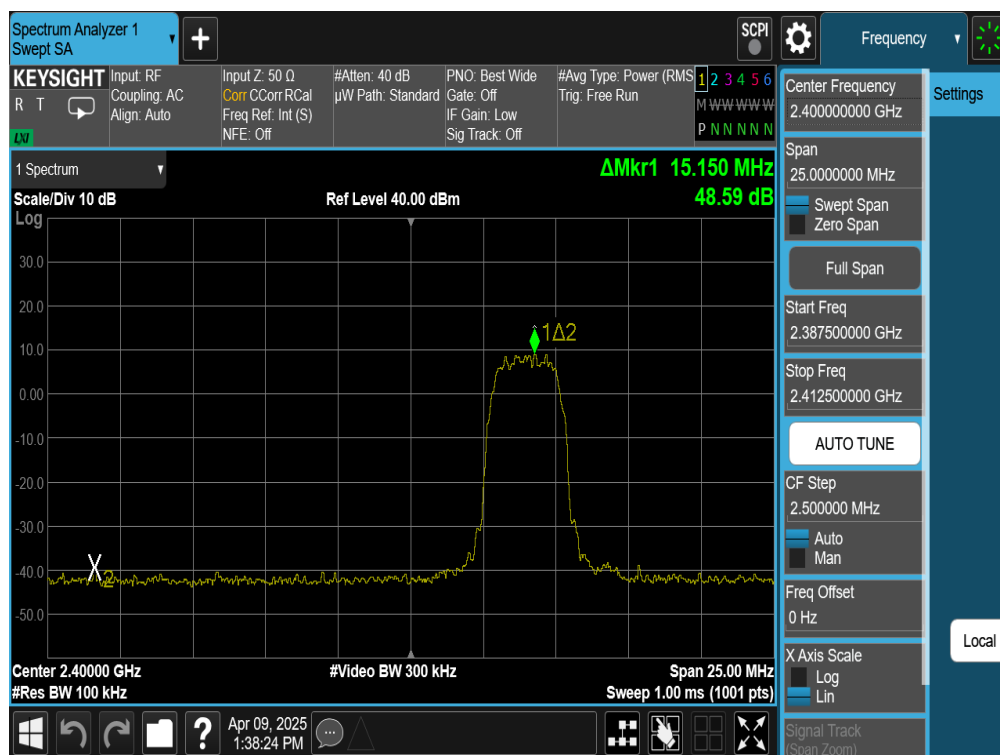 Spectrum Analyzer 1
Swept SA
+
SCPI
Frequency
KEYSIGHT
R T
LXI
Input: RF
Coupling: AC
Align: Auto
Input Z: 50 Ω
Corr CCorr RCal
Freq Ref: Int (S)
NFE: Off
#Atten: 40 dB
µW Path: Standard
PNO: Best Wide
Gate: Off
IF Gain: Low
Sig Track: Off
#Avg Type: Power (RMS
Trig: Free Run
1 2 3 4 5 6
M W W W W W
P N N N N N
1 Spectrum
Scale/Div 10 dB
Log
Ref Level 40.00 dBm
ΔMkr1 15.150 MHz
48.59 dB
30.0
20.0
10.0
0.00
-10.0
-20.0
-30.0
-40.0
-50.0
1Δ2
X2
Center 2.40000 GHz
#Res BW 100 kHz
#Video BW 300 kHz
Span 25.00 MHz
Sweep 1.00 ms (1001 pts)
?
Apr 09, 2025
1:38:24 PM
Center Frequency
2.400000000 GHz
Span
25.0000000 MHz
Swept Span
Zero Span
Full Span
Start Freq
2.387500000 GHz
Stop Freq
2.412500000 GHz
AUTO TUNE
CF Step
2.500000 MHz
Auto
Man
Freq Offset
0 Hz
X Axis Scale
Log
Lin
Signal Track
(Span Zoom)
Settings
Local